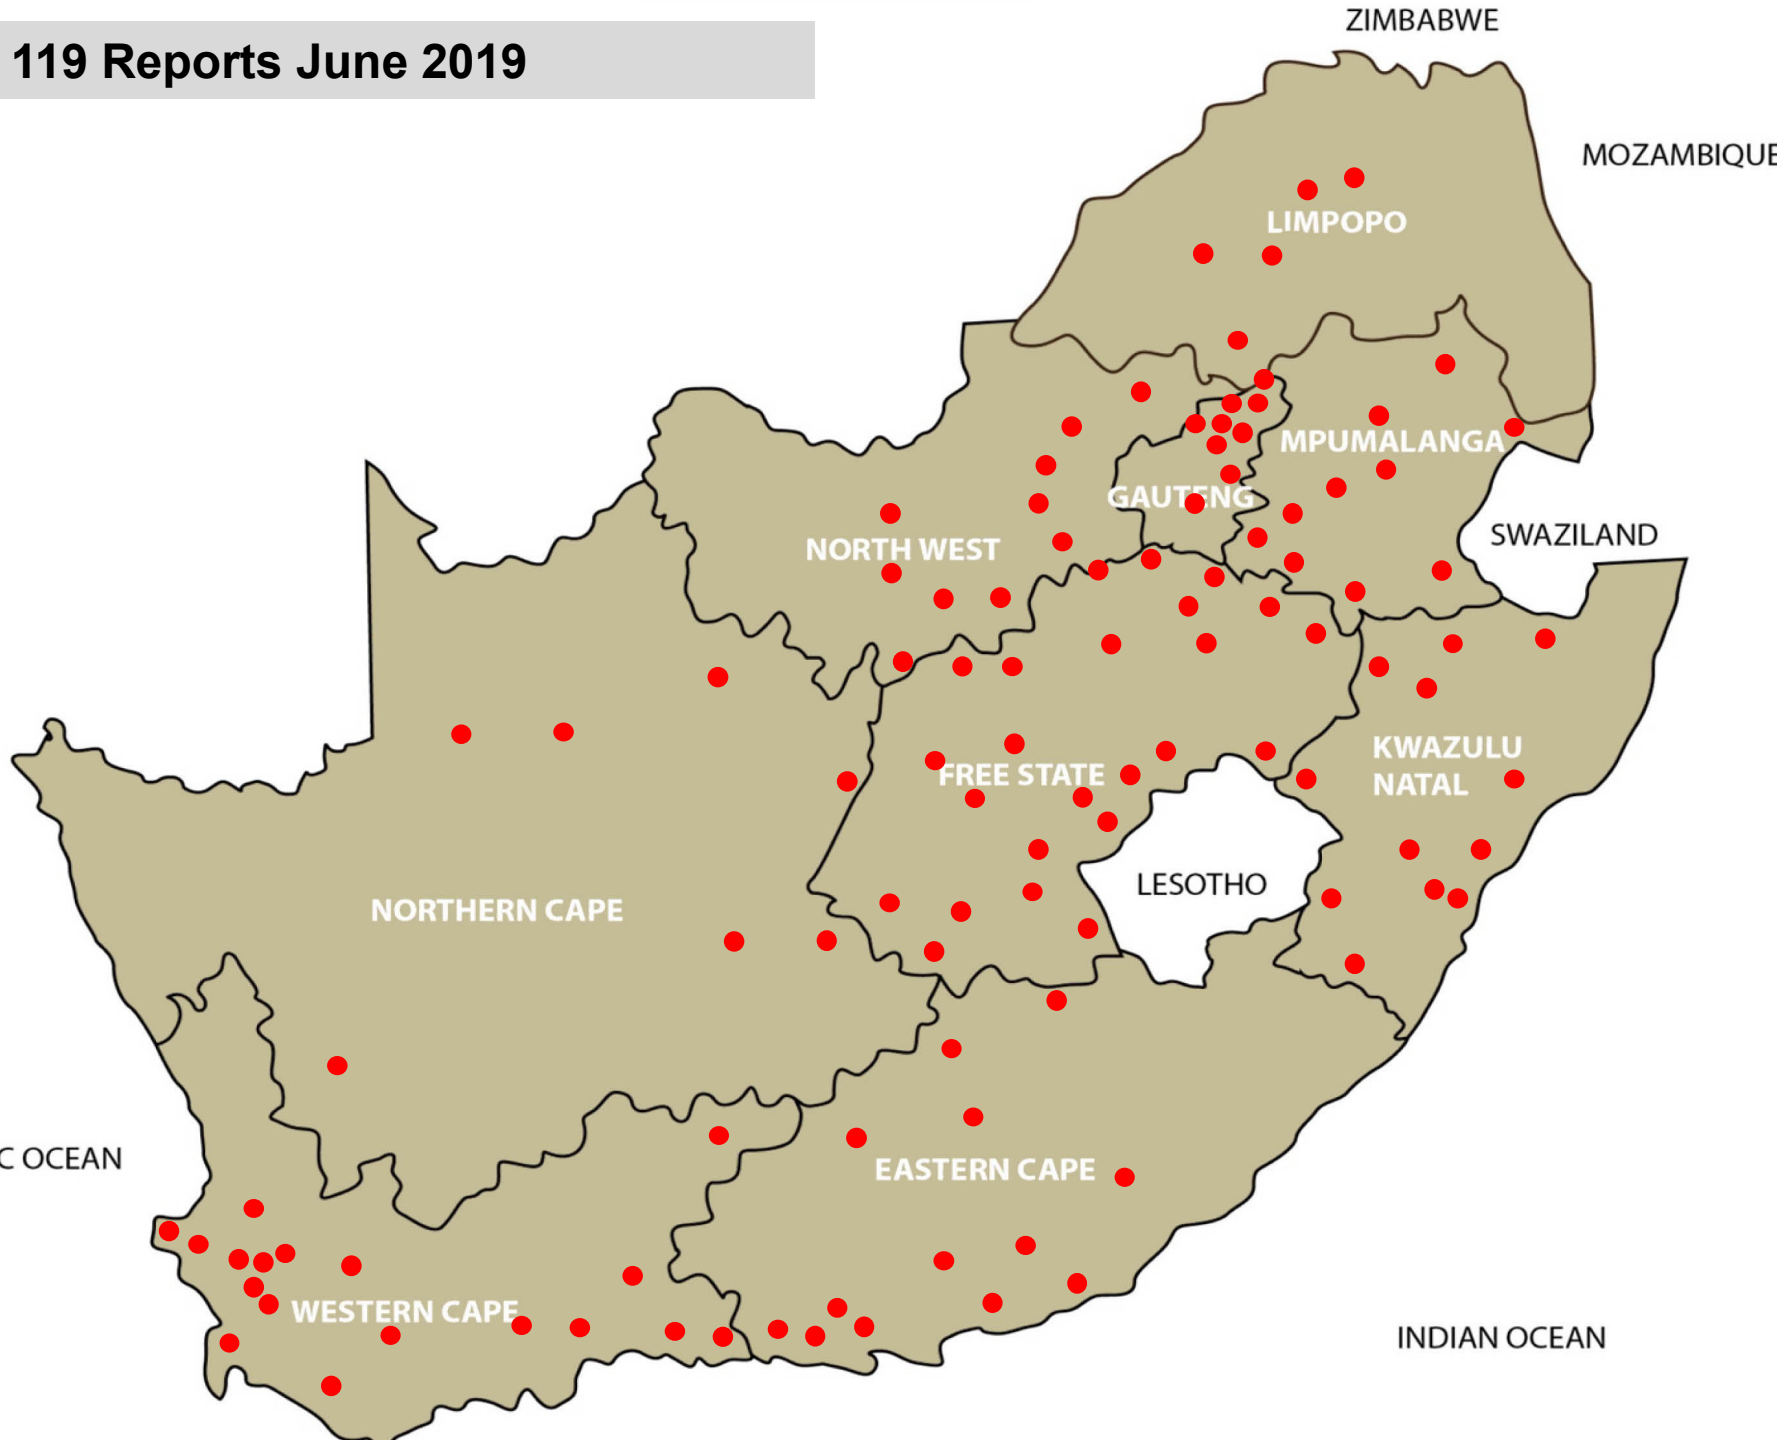 ZIMBABWE
119 Reports June 2019
MOZAMBIQUE
LIMPOPO
MPUMALANGA
GAUTENG
SWAZILAND
NORTH WEST
KWAZULU
NATAL
FREE STATE
LESOTHO
NORTHERN CAPE
C OCEAN
EASTERN CAPE
WESTERN CAPE
INDIAN OCEAN